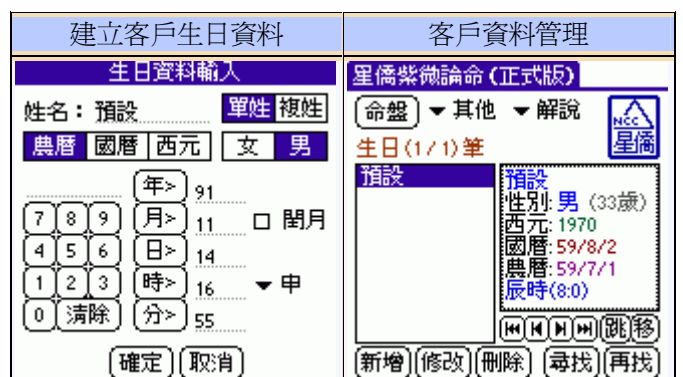 建立客戶生日資料
客戶資料管理
生日資料輸入
姓名：預設
單姓 複姓
農曆 國曆 西元 女 男
年> 91
7 8 9 月> 11 閏月
4 5 6 日> 14
1 2 3 時> 16 申
0 清除 分> 55
確定 取消
星僑紫微論命(正式版)
命盤 其他 解說
NCC
星僑
生日(1/1)筆
預設
預設
性別:男 (33歲)
西元:1970
國曆:59/8/2
農曆:59/7/1
辰時(8:0)
跳 移
新增 修改 刪除 尋找 再找